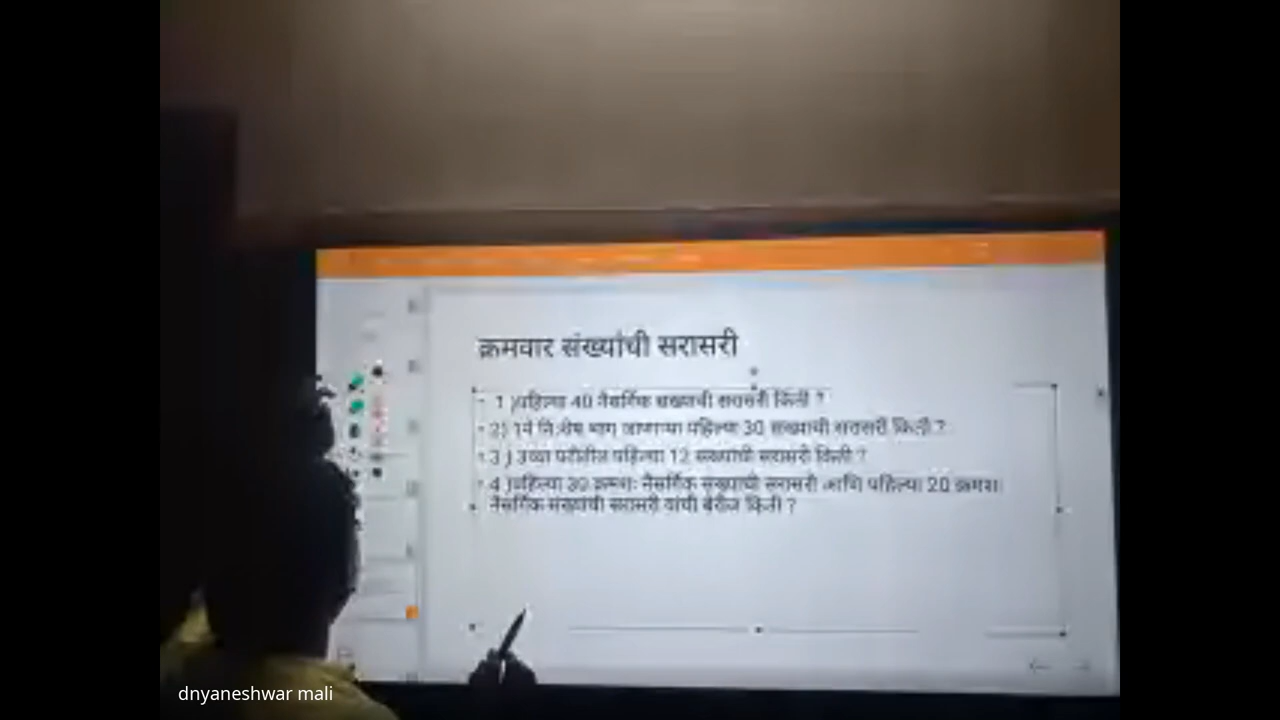 क्रमवार संख्यांची सरासरी
1 )पहिल्या 40 नैसर्गिक संख्याची सरासरी किती ?
2) 1ने नि:शेष भाग जाणाऱ्या पहिल्या 30 संख्याची सरासरी किती ?
3 ) 3च्या पटीतील पहिल्या 12 संख्यांची सरासरी किती ?
4 )पहिल्या 30 क्रमशः नैसर्गिक संख्याची सरासरी आणि पहिल्या 20 क्रमशः
नैसर्गिक संख्यांची सरासरी यांची बेरीज किती ?
dnyaneshwar mali